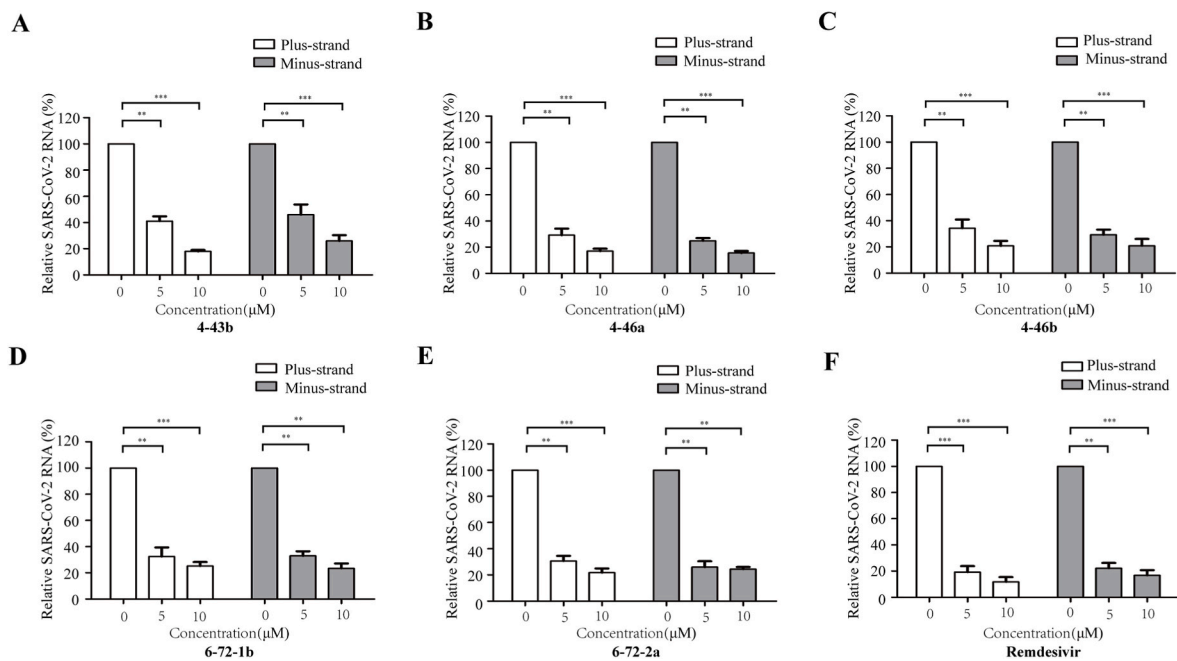 A
Plus-strand
Minus-strand
Relative SARS-CoV-2 RNA (%)
120
100
80
60
40
20
0
***
**
***
**
0 5 10 0 5 10
Concentration(μM)
4-43b
B
Plus-strand
Minus-strand
Relative SARS-CoV-2 RNA (%)
120
100
80
60
40
20
0
***
**
***
**
0 5 10 0 5 10
Concentration(μM)
4-46a
C
Plus-strand
Minus-strand
Relative SARS-CoV-2 RNA (%)
120
100
80
60
40
20
0
***
**
***
**
0 5 10 0 5 10
Concentration(μM)
4-46b
D
Plus-strand
Minus-strand
Relative SARS-CoV-2 RNA (%)
120
100
80
60
40
20
0
***
**
**
**
0 5 10 0 5 10
Concentration(μM)
6-72-1b
E
Plus-strand
Minus-strand
Relative SARS-CoV-2 RNA (%)
120
100
80
60
40
20
0
***
**
**
**
0 5 10 0 5 10
Concentration(μM)
6-72-2a
F
Plus-strand
Minus-strand
Relative SARS-CoV-2 RNA (%)
120
100
80
60
40
20
0
***
***
***
**
0 5 10 0 5 10
Concentration(μM)
Remdesivir